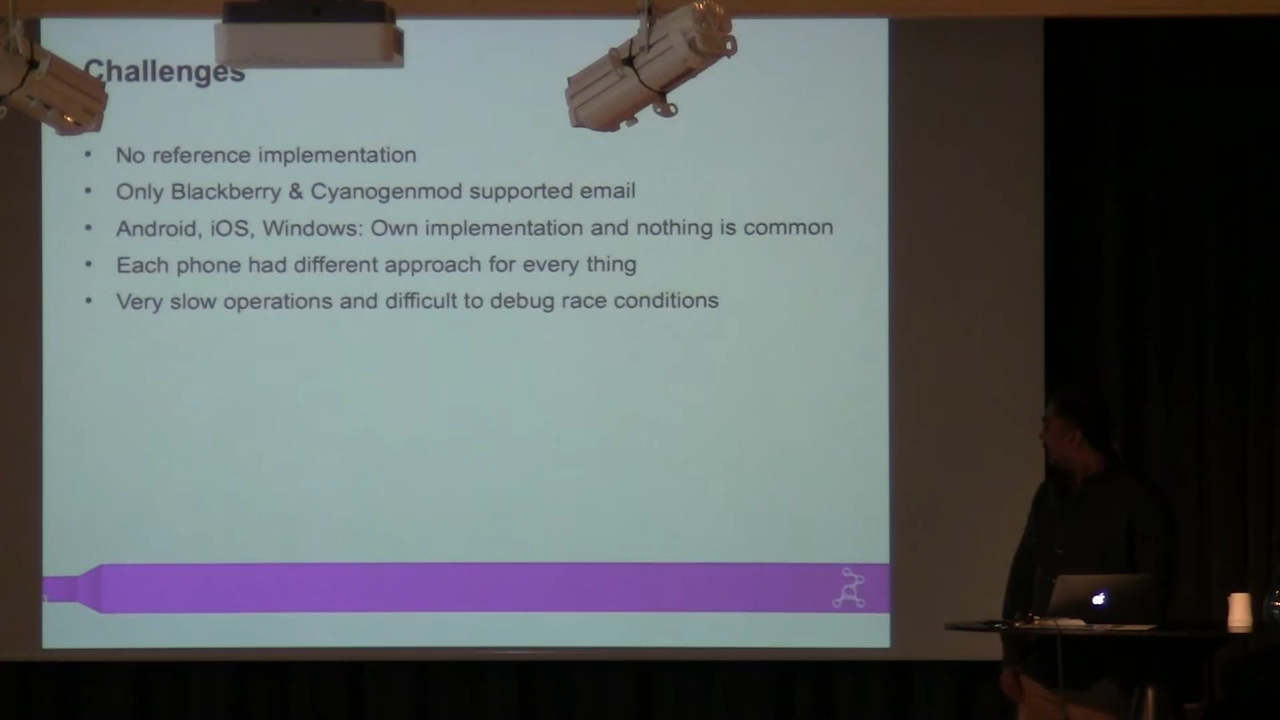 Challenges
• No reference implementation
• Only Blackberry & Cyanogenmod supported email
• Android, iOS, Windows: Own implementation and nothing is common
• Each phone had different approach for every thing
• Very slow operations and difficult to debug race conditions